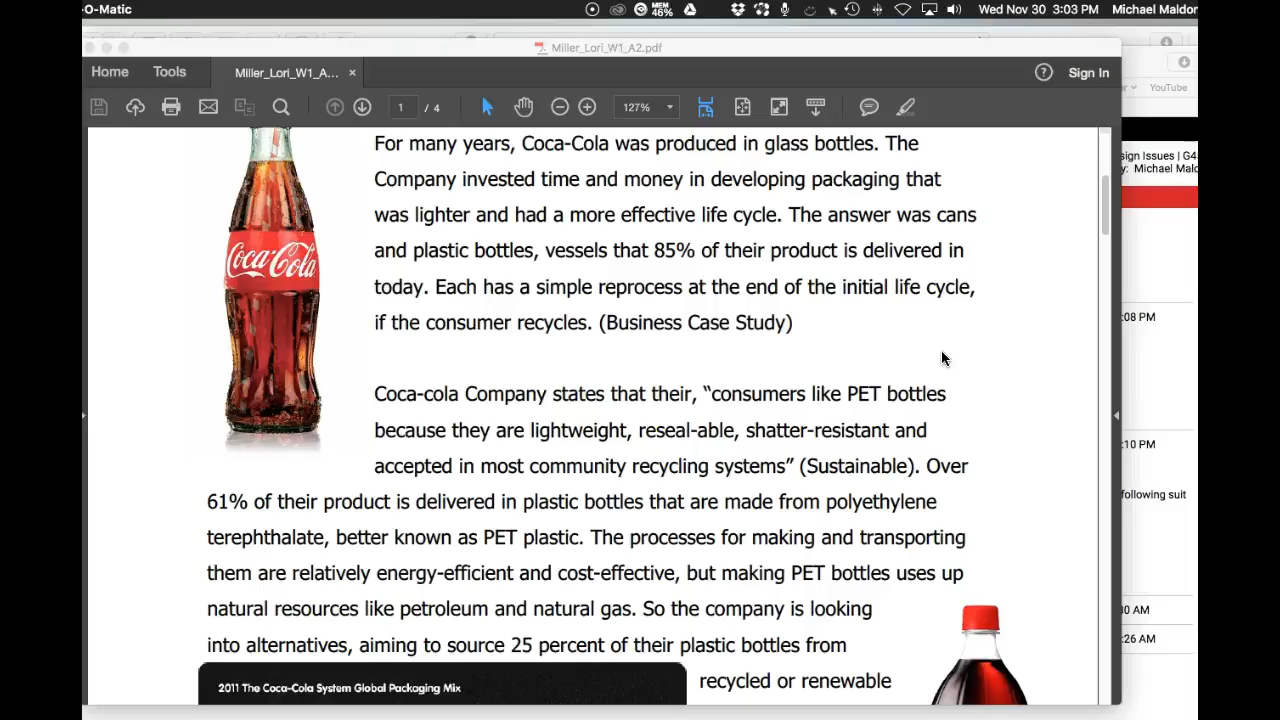 -O-Matic
MEM
46%
Wed Nov 30 3:03 PM
Michael Maldon
Miller_Lori_W1_A2.pdf
Home
Tools
Miller_Lori_W1_A...
×
Sign In
YouTube
1 / 4
127%
sign Issues | G4
y: Michael Malc
For many years, Coca-Cola was produced in glass bottles. The
Company invested time and money in developing packaging that
was lighter and had a more effective life cycle. The answer was cans
and plastic bottles, vessels that 85% of their product is delivered in
today. Each has a simple reprocess at the end of the initial life cycle,
if the consumer recycles. (Business Case Study)
Coca-Cola
:08 PM
Coca-cola Company states that their, “consumers like PET bottles
because they are lightweight, reseal-able, shatter-resistant and
accepted in most community recycling systems” (Sustainable). Over
61% of their product is delivered in plastic bottles that are made from polyethylene
terephthalate, better known as PET plastic. The processes for making and transporting
them are relatively energy-efficient and cost-effective, but making PET bottles uses up
natural resources like petroleum and natural gas. So the company is looking
into alternatives, aiming to source 25 percent of their plastic bottles from
recycled or renewable
2011 The Coca-Cola System Global Packaging Mix
:10 PM
following suit
:30 AM
:26 AM